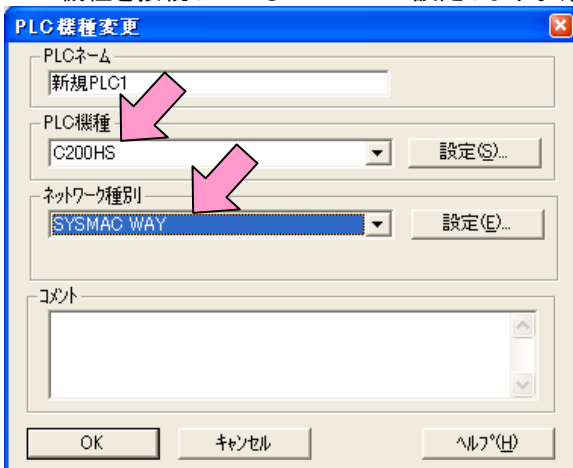 PLC機種変更
PLCネーム
新規PLC1
PLC機種
C200HS
設定(S)...
ネットワーク種別
SYSMAC WAY
設定(E)...
コメント
OK
キャンセル
ヘルプ(H)